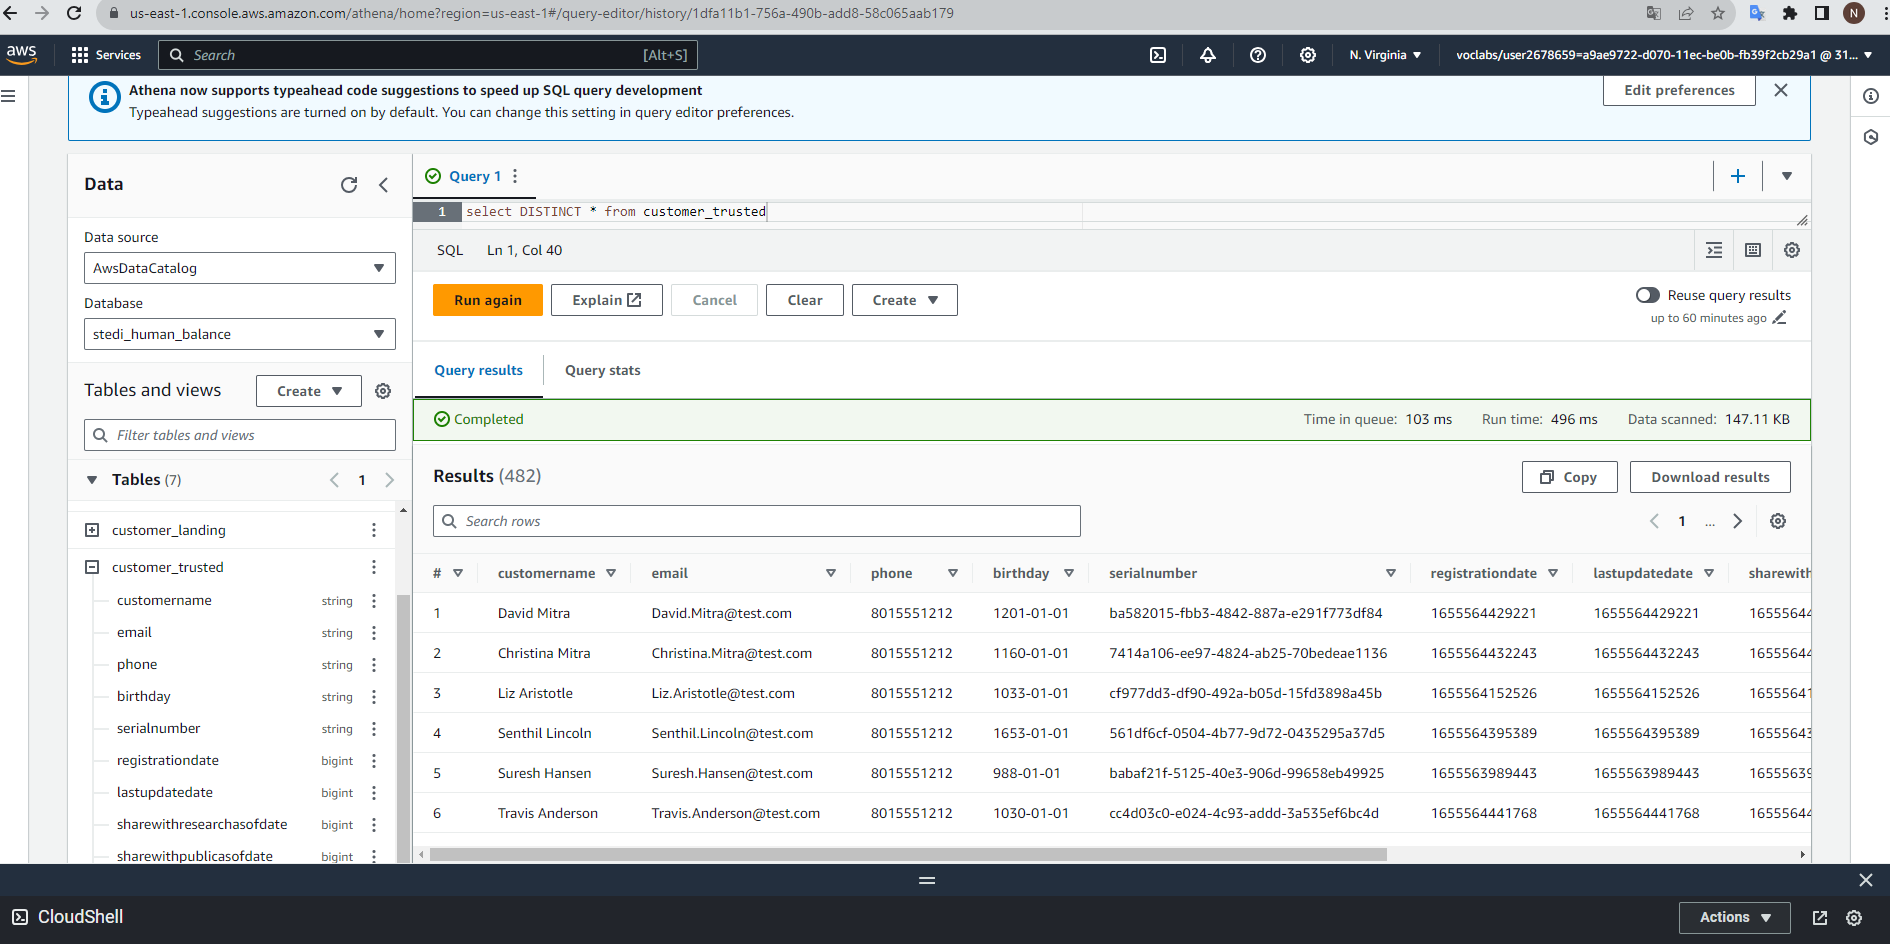 us-east-1.console.aws.amazon.com/athena/home?region=us-east-1#/query-editor/history/1dfa11b1-756a-490b-add8-58c065aab179
N
aws
Services
Search
[Alt+S]
N. Virginia
voclabs/user2678659=a9ae9722-d070-11ec-be0b-fb39f2cb29a1 @ 31...
Athena now supports typeahead code suggestions to speed up SQL query development
Typeahead suggestions are turned on by default. You can change this setting in query editor preferences.
Edit preferences
Data
Data source
AwsDataCatalog
Database
stedi_human_balance
Tables and views
Create
Filter tables and views
Tables (7)
1
customer_landing
customer_trusted
customername string
email string
phone string
birthday string
serialnumber string
registrationdate bigint
lastupdatedate bigint
sharewithresearchasofdate bigint
sharewithpublicasofdate bigint
Query 1
1 select DISTINCT * from customer_trusted
SQL Ln 1, Col 40
Run again
Explain
Cancel
Clear
Create
Reuse query results
up to 60 minutes ago
Query results
Query stats
Completed
Time in queue: 103 ms
Run time: 496 ms
Data scanned: 147.11 KB
Results (482)
Copy
Download results
Search rows
1 ...
# customername email phone birthday serialnumber registrationdate lastupdatedate sharewith
1 David Mitra David.Mitra@test.com 8015551212 1201-01-01 ba582015-fbb3-4842-887a-e291f773df84 1655564429221 1655564429221 1655564
2 Christina Mitra Christina.Mitra@test.com 8015551212 1160-01-01 7414a106-ee97-4824-ab25-70bedeae1136 1655564432243 1655564432243 1655564
3 Liz Aristotle Liz.Aristotle@test.com 8015551212 1033-01-01 cf977dd3-df90-492a-b05d-15fd3898a45b 1655564152526 1655564152526 1655564
4 Senthil Lincoln Senthil.Lincoln@test.com 8015551212 1653-01-01 561df6cf-0504-4b77-9d72-0435295a37d5 1655564395389 1655564395389 1655564
5 Suresh Hansen Suresh.Hansen@test.com 8015551212 988-01-01 babaf21f-5125-40e3-906d-99658eb49925 1655563989443 1655563989443 1655563
6 Travis Anderson Travis.Anderson@test.com 8015551212 1030-01-01 cc4d03c0-e024-4c93-addd-3a535ef6bc4d 1655564441768 1655564441768 1655564
CloudShell
Actions